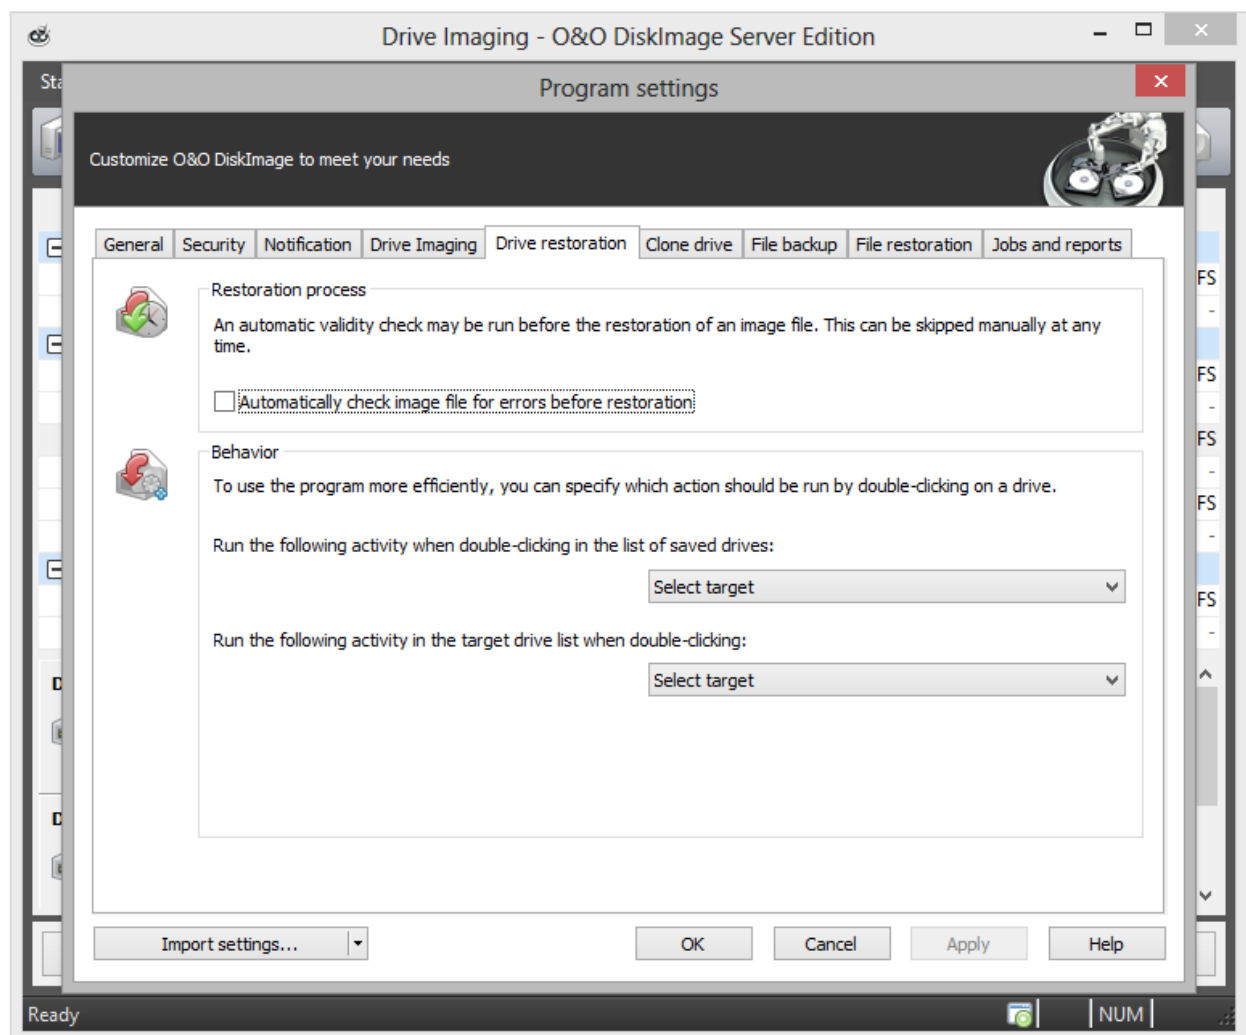 Drive Imaging - O&O DiskImage Server Edition
Program settings
Customize O&O DiskImage to meet your needs
General Security Notification Drive Imaging Drive restoration Clone drive File backup File restoration Jobs and reports
Restoration process
An automatic validity check may be run before the restoration of an image file. This can be skipped manually at any
time.
Automatically check image file for errors before restoration
Behavior
To use the program more efficiently, you can specify which action should be run by double-clicking on a drive.
Run the following activity when double-clicking in the list of saved drives:
Select target
Run the following activity in the target drive list when double-clicking:
Select target
Import settings... OK Cancel Apply Help
Ready NUM